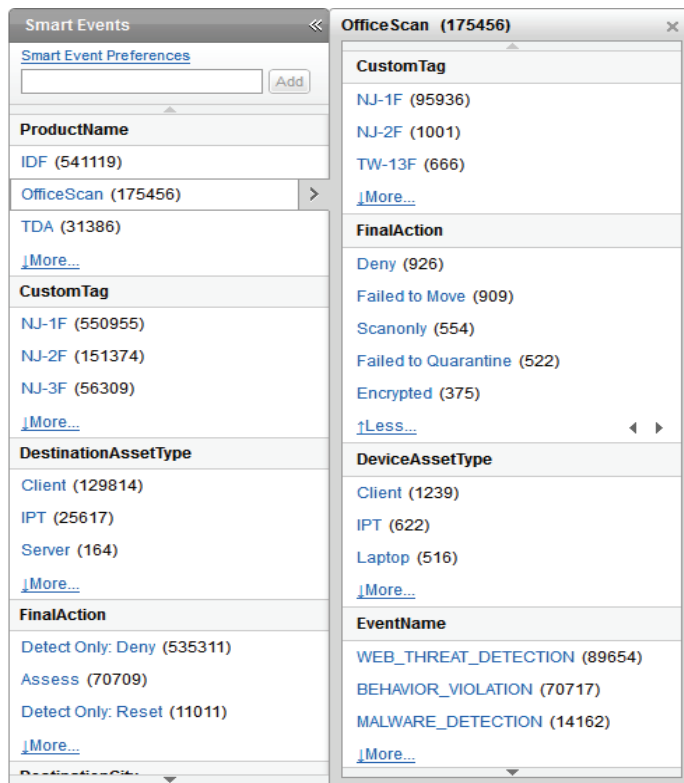 Smart Events «
Smart Event Preferences
Add
ProductName
IDF (541119)
OfficeScan (175456)
TDA (31386)
↓More...
CustomTag
NJ-1F (550955)
NJ-2F (151374)
NJ-3F (56309)
↓More...
DestinationAssetType
Client (129814)
IPT (25617)
Server (164)
↓More...
FinalAction
Detect Only: Deny (535311)
Assess (70709)
Detect Only: Reset (11011)
↓More...
OfficeScan (175456)
CustomTag
NJ-1F (95936)
NJ-2F (1001)
TW-13F (666)
↓More...
FinalAction
Deny (926)
Failed to Move (909)
Scanonly (554)
Failed to Quarantine (522)
Encrypted (375)
↑Less...
DeviceAssetType
Client (1239)
IPT (622)
Laptop (516)
↓More...
EventName
WEB_THREAT_DETECTION (89654)
BEHAVIOR_VIOLATION (70717)
MALWARE_DETECTION (14162)
↓More...